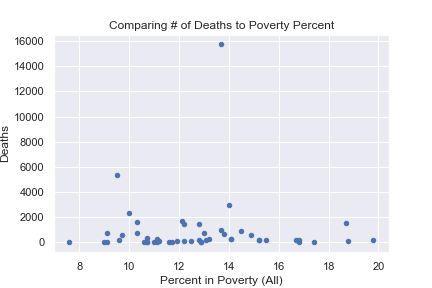 Comparing # of Deaths to Poverty Percent
16000
14000
12000
10000
8000
6000
4000
2000
0
Deaths
8 10 12 14 16 18 20
Percent in Poverty (All)